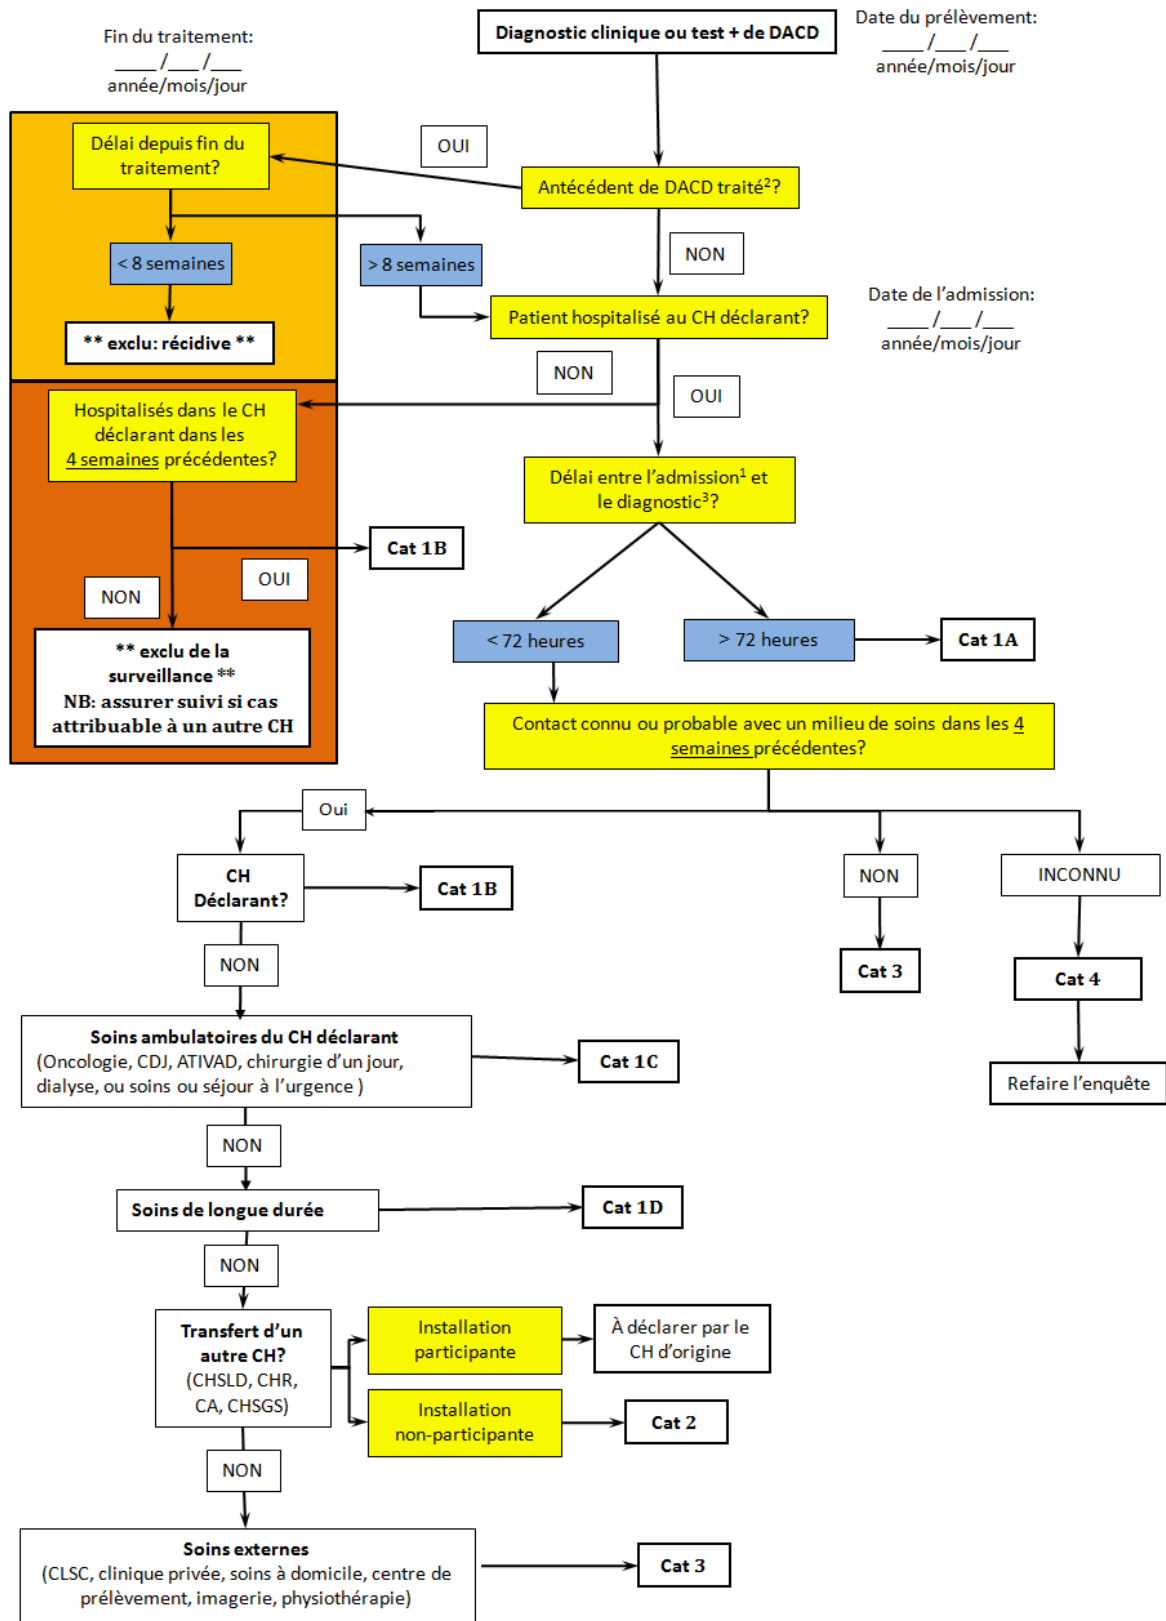 Diagnostic clinique ou test + de DACD
Date du prélèvement:
____ /___ /___
année/mois/jour
Fin du traitement:
____ /___ /___
année/mois/jour
OUI
Délai depuis fin du
traitement?
Antécédent de DACD traité²?
< 8 semaines
> 8 semaines
NON
** exclu: récidive **
Patient hospitalisé au CH déclarant?
Date de l'admission:
____ /___ /___
année/mois/jour
NON
OUI
Hospitalisés dans le CH
déclarant dans les
4 semaines précédentes?
Délai entre l'admission¹ et
le diagnostic³?
Cat 1B
OUI
NON
** exclu de la
surveillance **
NB: assurer suivi si cas
attribuable à un autre CH
< 72 heures
> 72 heures
Cat 1A
Contact connu ou probable avec un milieu de soins dans les 4
semaines précédentes?
Oui
CH
Déclarant?
Cat 1B
NON
INCONNU
NON
Cat 3
Cat 4
Soins ambulatoires du CH déclarant
(Oncologie, CDJ, ATIVAD, chirurgie d'un jour,
dialyse, ou soins ou séjour à l'urgence )
Cat 1C
Refaire l'enquête
NON
Soins de longue durée
Cat 1D
NON
Transfert d'un
autre CH?
(CHSLD, CHR,
CA, CHSGS)
Installation
participante
À déclarer par le
CH d'origine
Installation
non-participante
Cat 2
NON
Soins externes
(CLSC, clinique privée, soins à domicile, centre de
prélèvement, imagerie, physiothérapie)
Cat 3